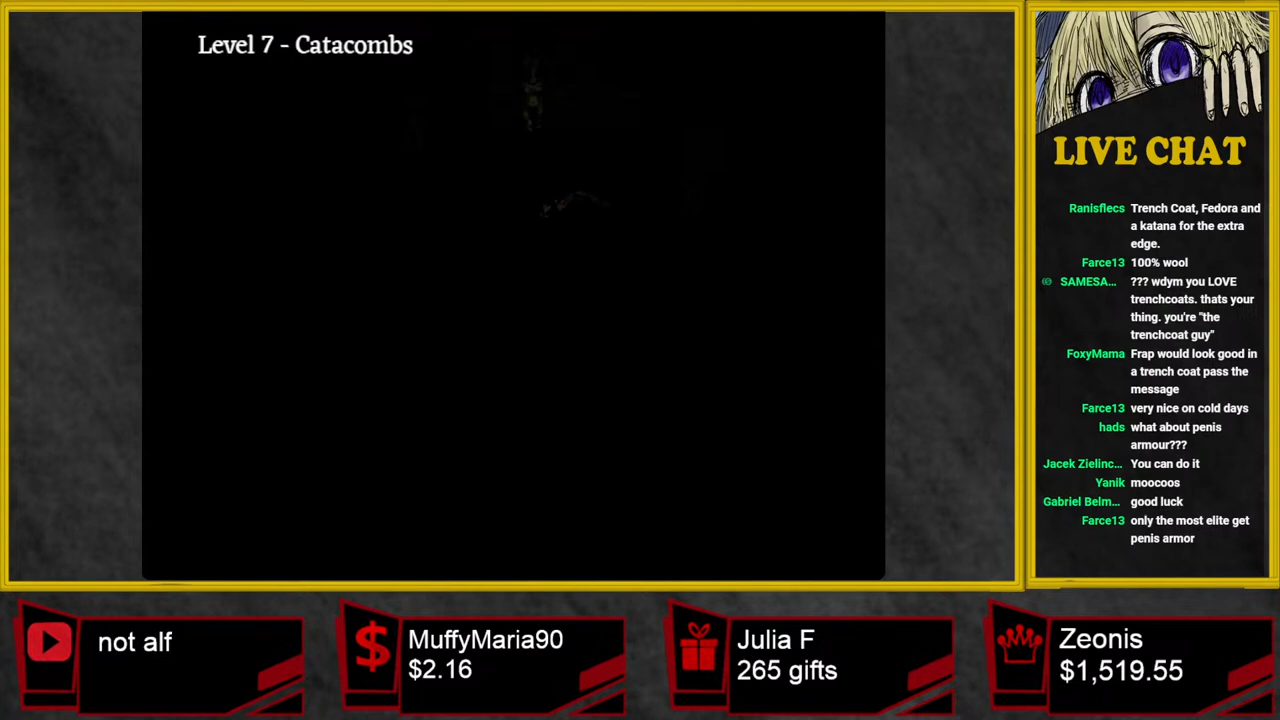 Level 7 - Catacombs
LIVE CHAT
Ranisflecs Trench Coat, Fedora and
a katana for the extra
edge.
Farce13 100% wool
SAMESA... ??? wdym you LOVE
trenchcoats. thats your
thing. you're "the
trenchcoat guy"
FoxyMama Frap would look good in
a trench coat pass the
message
Farce13 very nice on cold days
hads what about penis
armour???
Jacek Zielinc... You can do it
Yanik moocoos
Gabriel Belm... good luck
Farce13 only the most elite get
penis armor
not alf
MuffyMaria90
$2.16
Julia F
265 gifts
Zeonis
$1,519.55